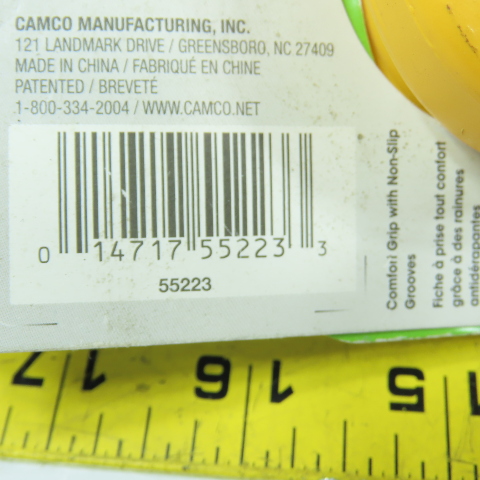 CAMCO MANUFACTURING, INC.
121 LANDMARK DRIVE / GREENSBORO, NC 27409
MADE IN CHINA / FABRIQUÉ EN CHINE
PATENTED / BREVETÉ
1-800-334-2004 / WWW.CAMCO.NET
0 14717 55223 3
55223
Comfort Grip with Non-Slip
Grooves
Fiche à prise tout confort
grâce à des rainures
antidérapantes
17 16 15